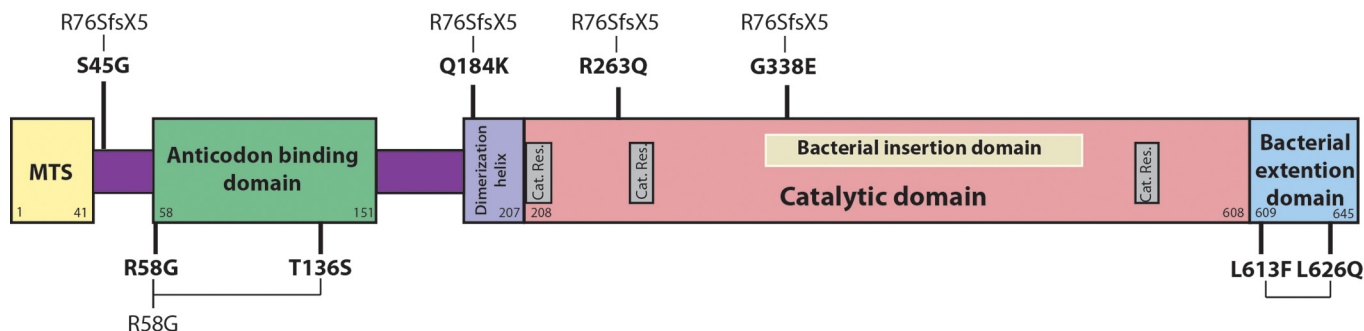 R76SfsX5 R76SfsX5 R76SfsX5 R76SfsX5
S45G Q184K R263Q G338E
MTS
1 41
Anticodon binding
domain
58 151
Dimerization
helix
207
Cat. Res.
208
Cat. Res.
Bacterial insertion domain
Catalytic domain
Cat. Res.
608
Bacterial
extention
domain
609 645
R58G T136S L613F L626Q
R58G